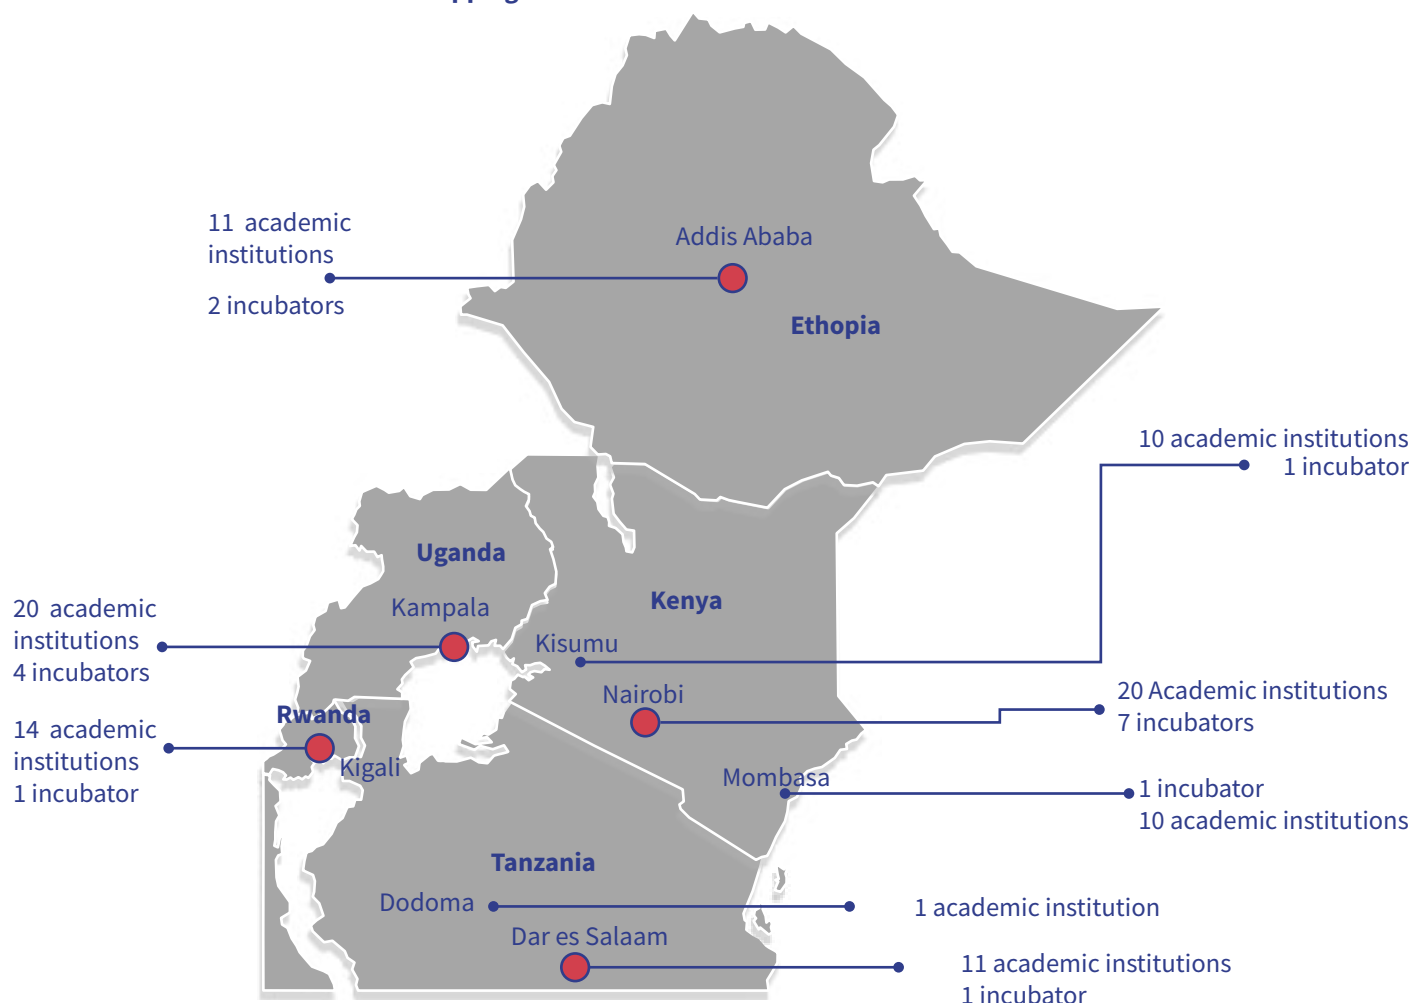 11 academic
institutions
2 incubators
Addis Ababa
Ethopia
10 academic institutions
1 incubator
Uganda
Kampala
20 academic
institutions
4 incubators
Kenya
Kisumu
Nairobi
20 Academic institutions
7 incubators
Rwanda
Kigali
14 academic
institutions
1 incubator
Mombasa
1 incubator
10 academic institutions
Tanzania
Dodoma
1 academic institution
Dar es Salaam
11 academic institutions
1 incubator